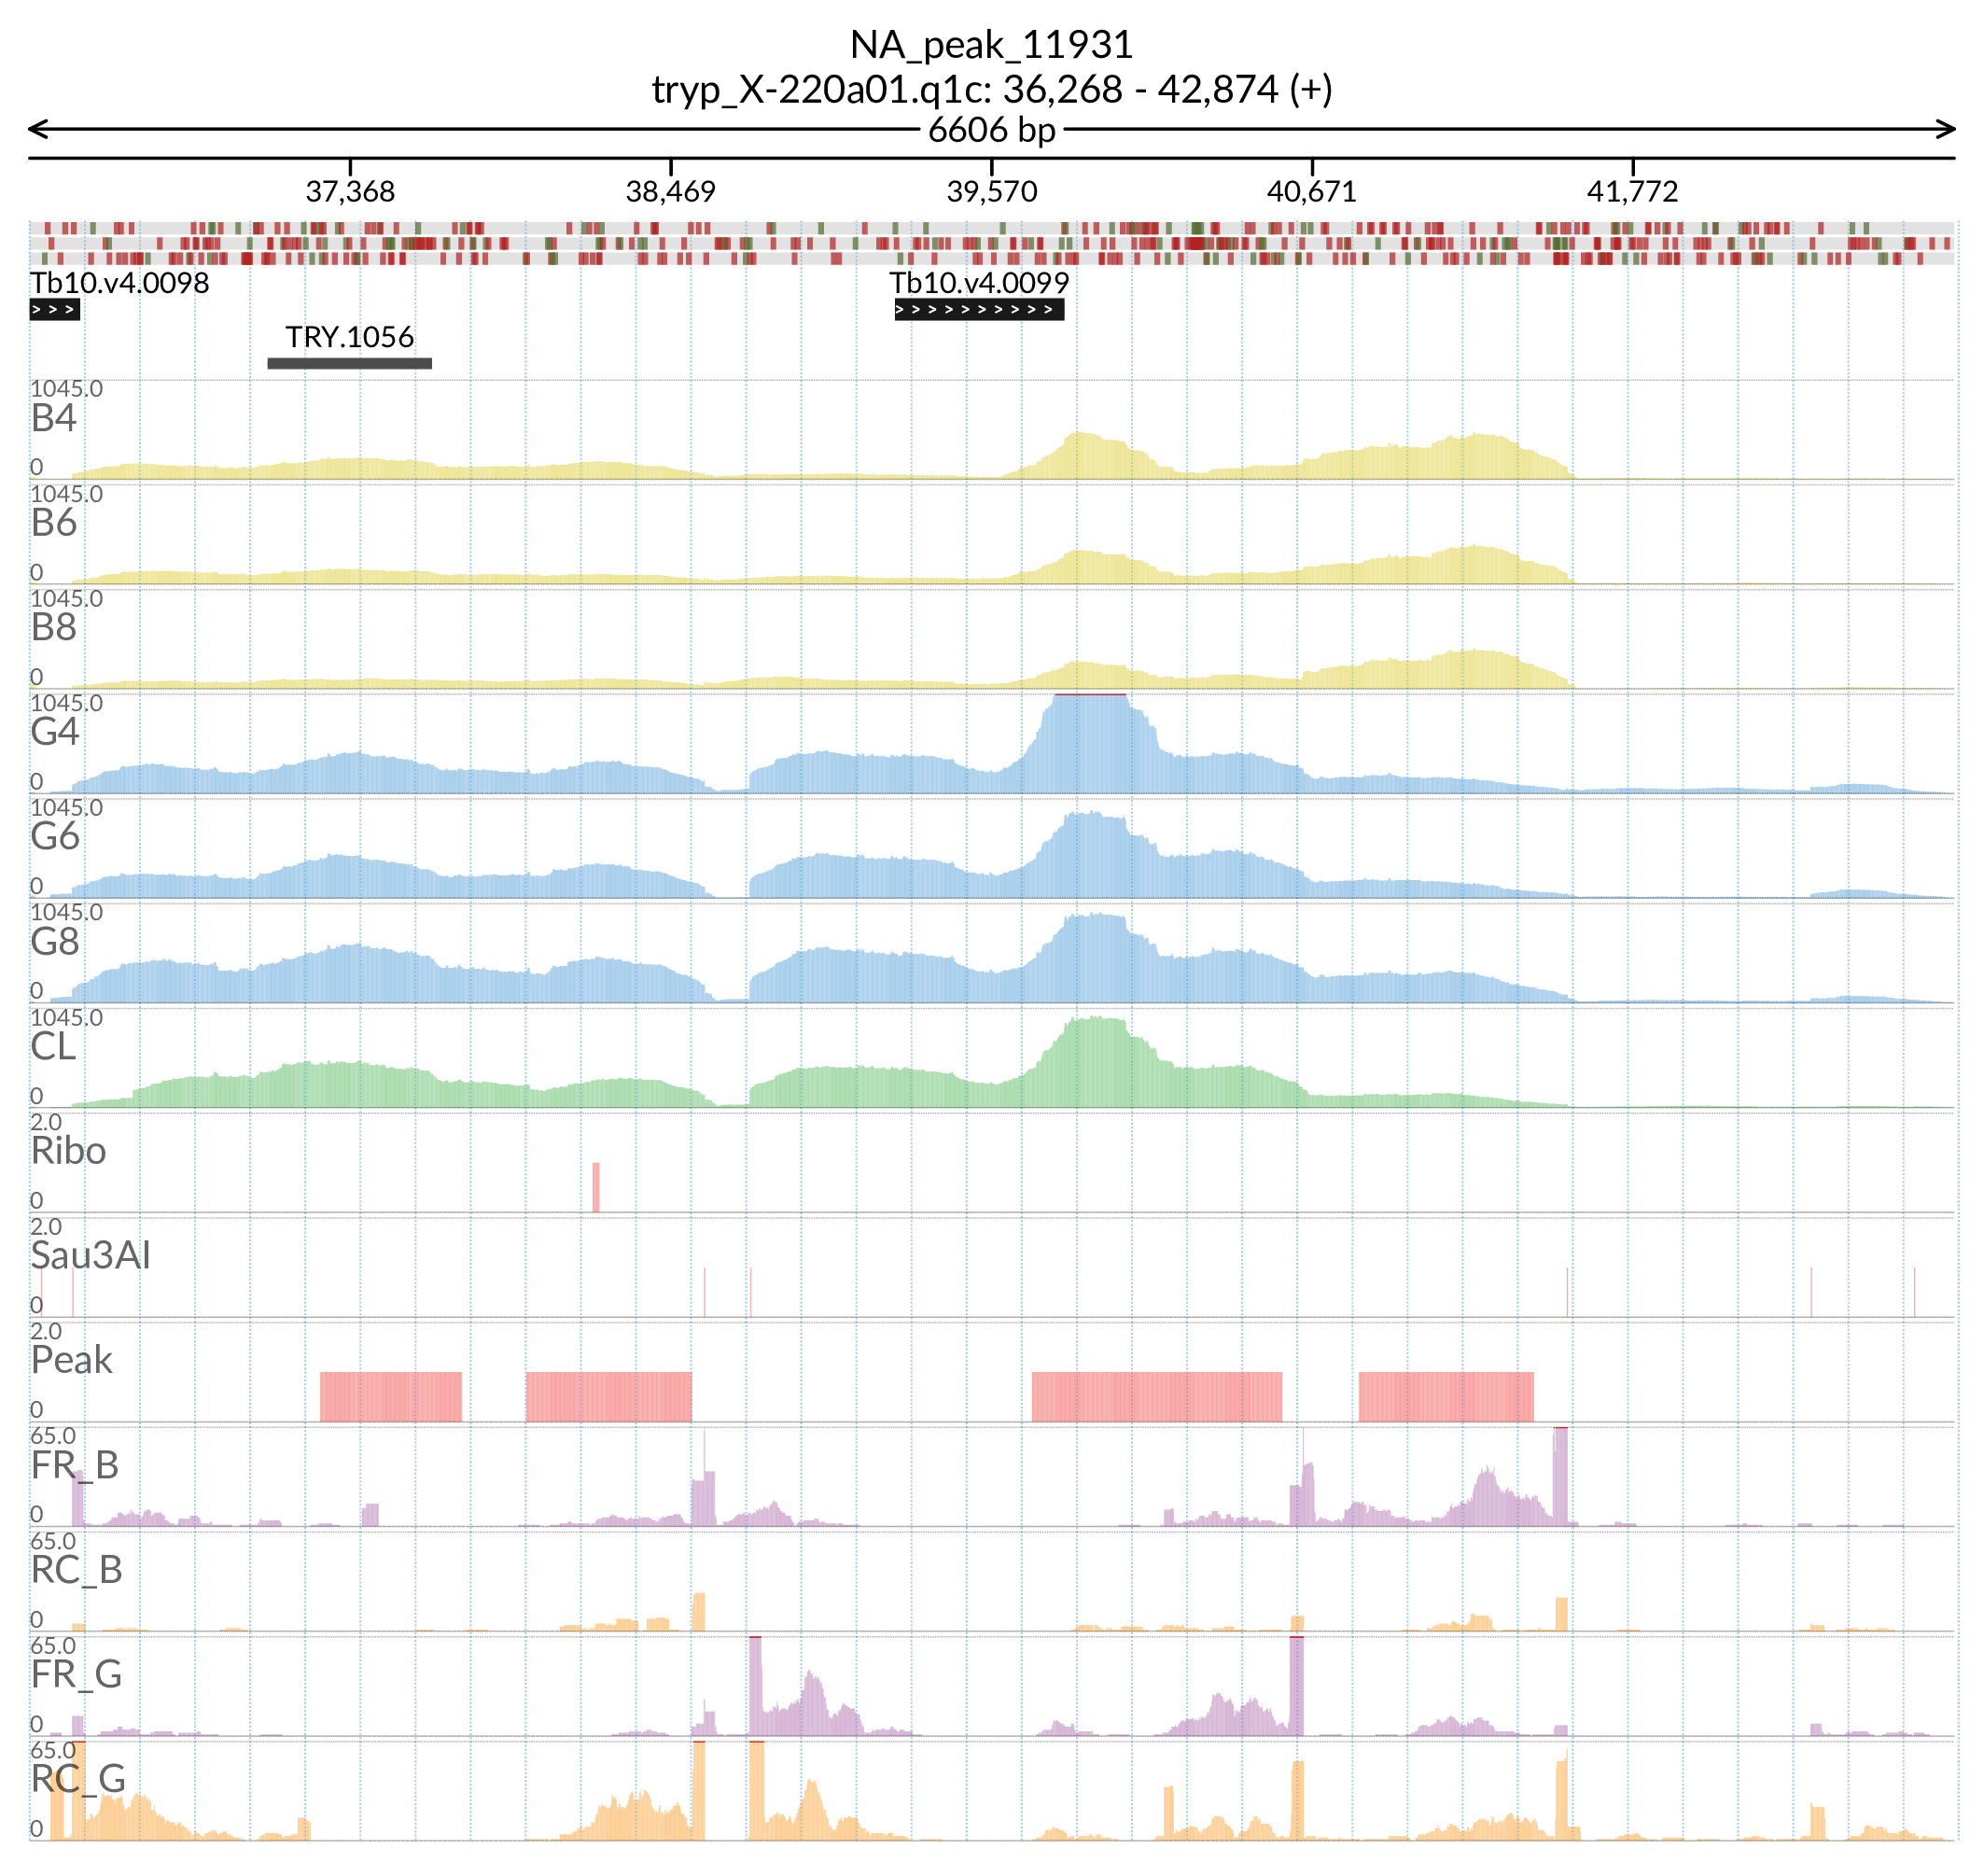 NA_peak_11931
tryp_X-220a01.q1c: 36,268 - 42,874 (+)
6606 bp
37,368 38,469 39,570 40,671 41,772
Tb10.v4.0098 Tb10.v4.0099
> > > > > > > > > > > > >
TRY.1056
1045.0
B4
0
1045.0
B6
0
1045.0
B8
0
1045.0
G4
0
1045.0
G6
0
1045.0
G8
0
1045.0
CL
0
2.0
Ribo
0
2.0
Sau3AI
0
2.0
Peak
0
65.0
FR_B
0
65.0
RC_B
0
65.0
FR_G
0
65.0
RC_G
0